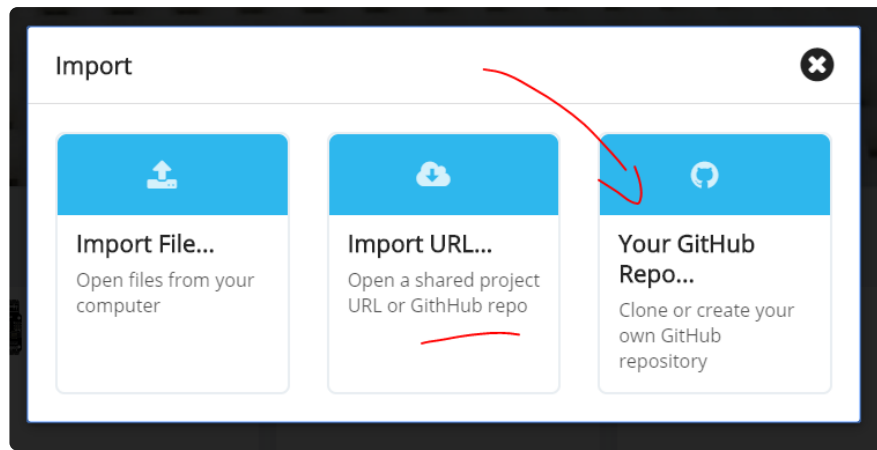 Import
Import File...
Open files from your
computer
Import URL...
Open a shared project
URL or GithHub repo
Your GitHub
Repo...
Clone or create your
own GitHub
repository